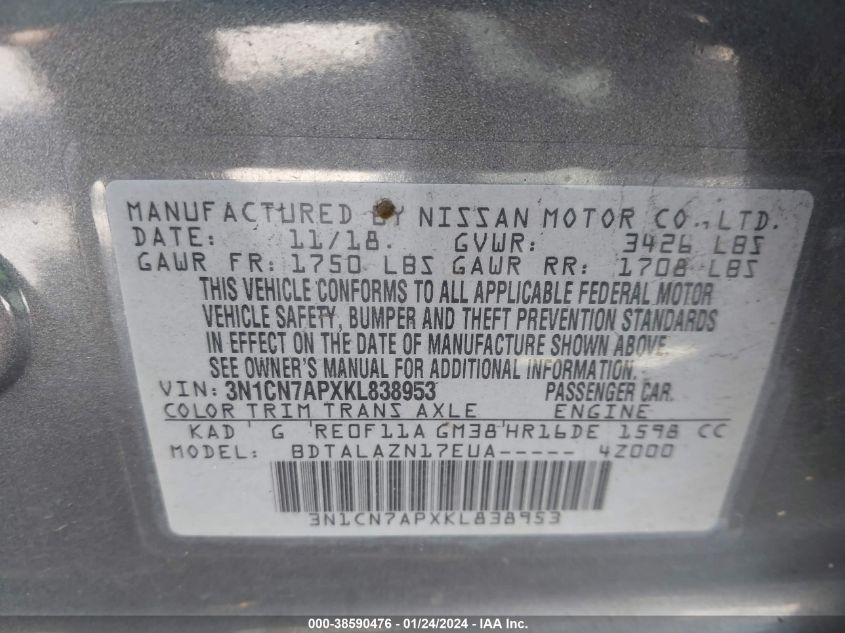 MANUFACTURED BY NISSAN MOTOR CO., LTD.
DATE: 11/18. GVWR: 3426 LBS
GAWR FR: 1750 LBS GAWR RR: 1708 LBS
THIS VEHICLE CONFORMS TO ALL APPLICABLE FEDERAL MOTOR
VEHICLE SAFETY, BUMPER AND THEFT PREVENTION STANDARDS
IN EFFECT ON THE DATE OF MANUFACTURE SHOWN ABOVE.
SEE OWNER'S MANUAL FOR ADDITIONAL INFORMATION.
VIN: 3N1CN7APXKL838953 PASSENGER CAR.
COLOR TRIM TRANS AXLE ENGINE
KAD G RE0F11A GM38 HR16DE 1598 CC
MODEL: BDTALAZN17EUA----- 4Z000
3N1CN7APXKL838953
000-38590476 - 01/24/2024 - IAA Inc.